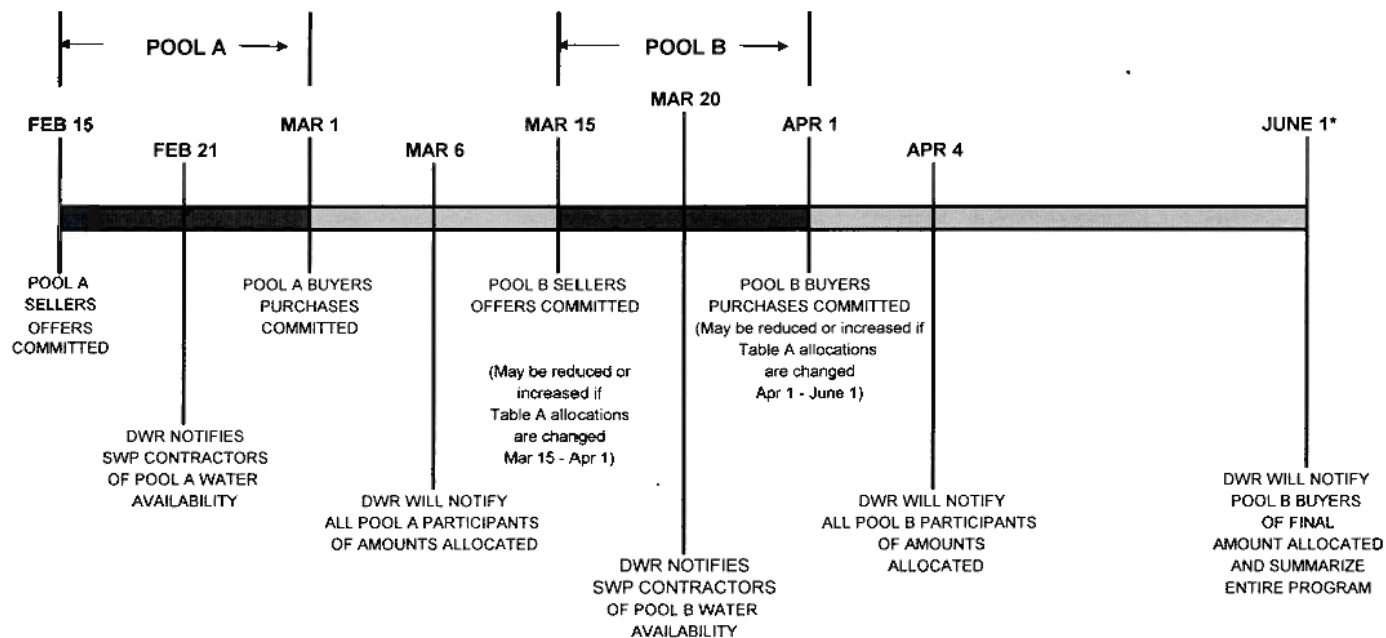 POOL A
POOL B
FEB 15
FEB 21
MAR 1
MAR 6
MAR 15
MAR 20
APR 1
APR 4
JUNE 1*
POOL A
SELLERS
OFFERS
COMMITTED
DWR NOTIFIES
SWP CONTRACTORS
OF POOL A WATER
AVAILABILITY
POOL A BUYERS
PURCHASES
COMMITTED
DWR WILL NOTIFY
ALL POOL A PARTICIPANTS
OF AMOUNTS ALLOCATED
POOL B SELLERS
OFFERS COMMITTED
(May be reduced or
increased if
Table A allocations
are changed
Mar 15 - Apr 1)
DWR NOTIFIES
SWP CONTRACTORS
OF POOL B WATER
AVAILABILITY
POOL B BUYERS
PURCHASES COMMITTED
(May be reduced or increased if
Table A allocations
are changed
Apr 1 - June 1)
DWR WILL NOTIFY
ALL POOL B PARTICIPANTS
OF AMOUNTS
ALLOCATED
DWR WILL NOTIFY
POOL B BUYERS
OF FINAL
AMOUNT ALLOCATED
AND SUMMARIZE
ENTIRE PROGRAM